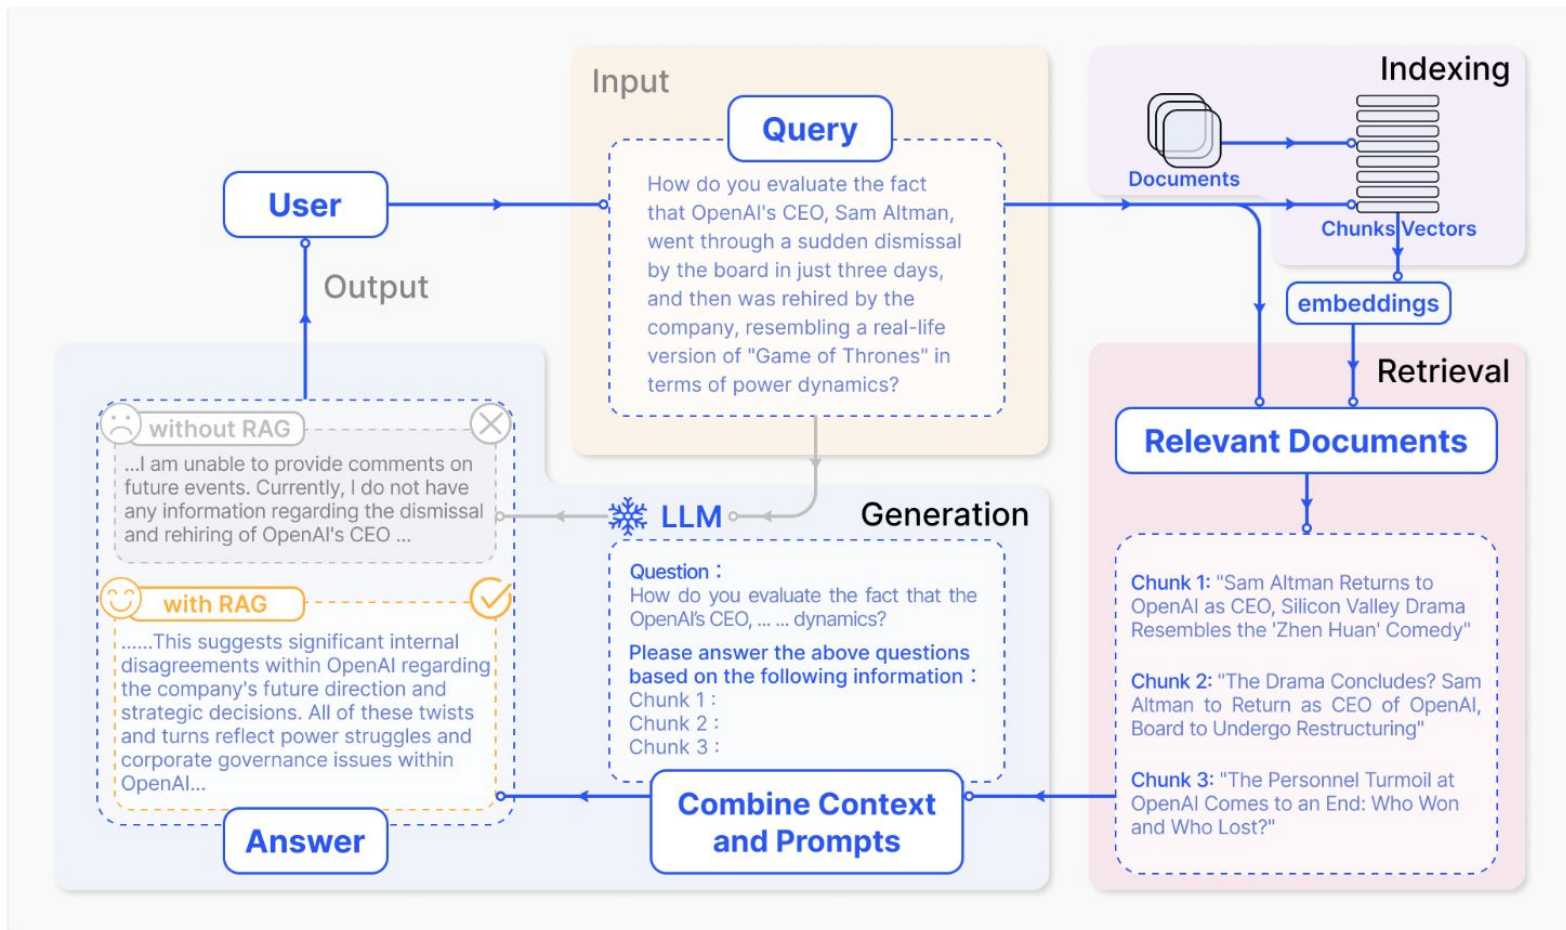 Input
Query
How do you evaluate the fact
that OpenAI's CEO, Sam Altman,
went through a sudden dismissal
by the board in just three days,
and then was rehired by the
company, resembling a real-life
version of "Game of Thrones" in
terms of power dynamics?
Indexing
Documents
Chunks Vectors
embeddings
User
Output
Retrieval
Relevant Documents
Chunk 1: "Sam Altman Returns to
OpenAI as CEO, Silicon Valley Drama
Resembles the 'Zhen Huan' Comedy"
Chunk 2: "The Drama Concludes? Sam
Altman to Return as CEO of OpenAI,
Board to Undergo Restructuring"
Chunk 3: "The Personnel Turmoil at
OpenAI Comes to an End: Who Won
and Who Lost?"
LLM
Generation
Question :
How do you evaluate the fact that the
OpenAI's CEO, ... ... dynamics?
Please answer the above questions
based on the following information :
Chunk 1 :
Chunk 2 :
Chunk 3 :
Combine Context
and Prompts
without RAG
...I am unable to provide comments on
future events. Currently, I do not have
any information regarding the dismissal
and rehiring of OpenAI's CEO ...
with RAG
......This suggests significant internal
disagreements within OpenAI regarding
the company's future direction and
strategic decisions. All of these twists
and turns reflect power struggles and
corporate governance issues within
OpenAI...
Answer